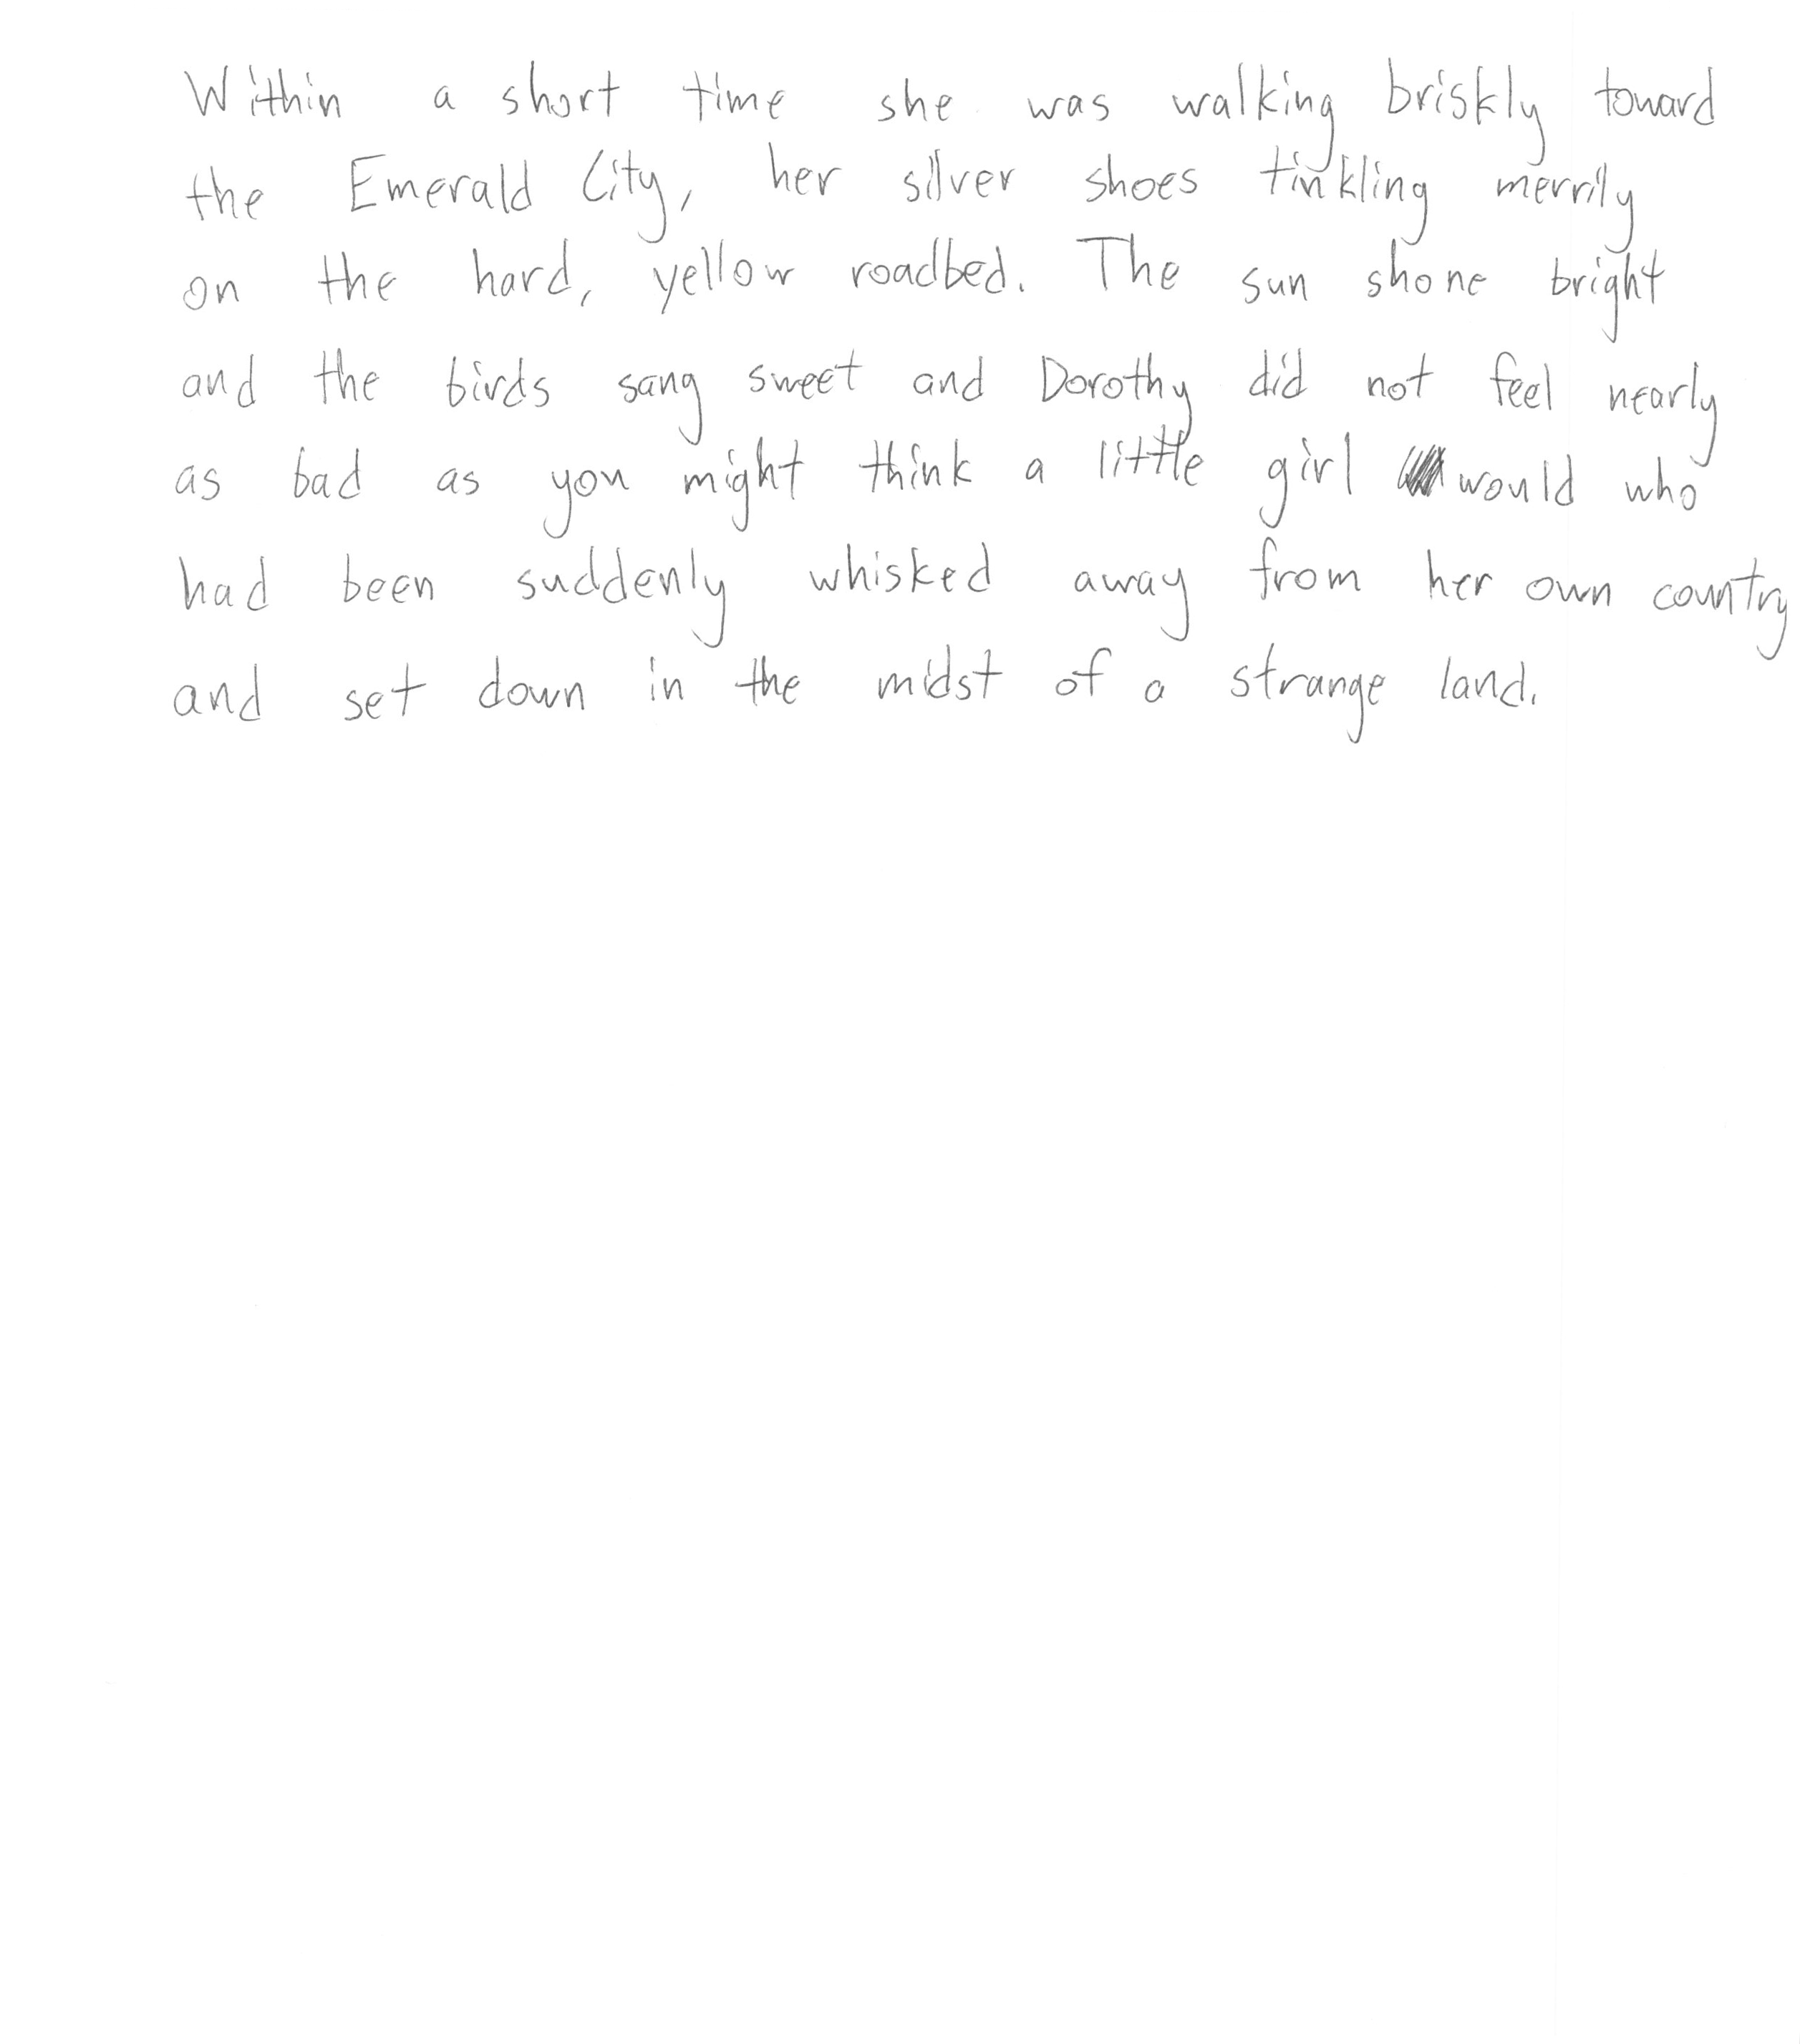 Within a short time she was walking briskly toward
the Emerald City, her silver shoes tinkling merrily
on the hard, yellow roadbed. The sun shone bright
and the birds sang sweet and Dorothy did not feel nearly
as bad as you might think a little girl would who
had been suddenly whisked away from her own country
and set down in the midst of a strange land.